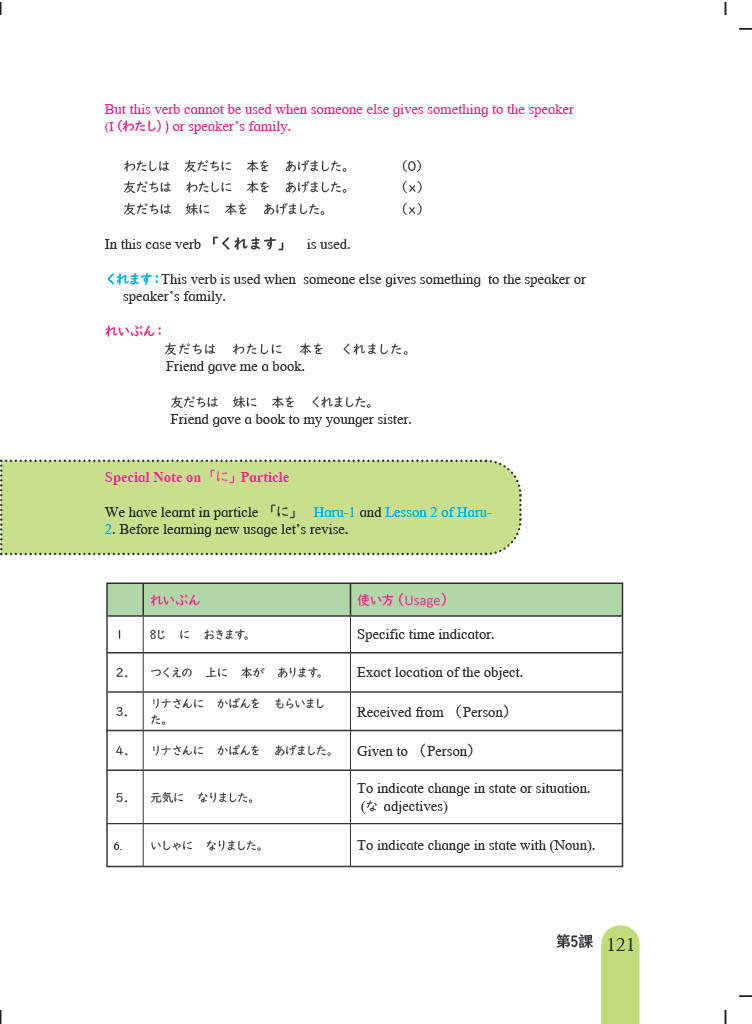 But this verb cannot be used when someone else gives something to the speaker
(I (わたし) ) or speaker's family.
わたしは 友だちに 本を あげました。 (O)
友だちは わたしに 本を あげました。 (x)
友だちは 妹に 本を あげました。 (x)
In this case verb 「くれます」 is used.
くれます：This verb is used when someone else gives something to the speaker or
speaker's family.
れいぶん：
友だちは わたしに 本を くれました。
Friend gave me a book.
友だちは 妹に 本を くれました。
Friend gave a book to my younger sister.
Special Note on 「に」 Particle
We have learnt in particle 「に」 Haru-1 and Lesson 2 of Haru-
2. Before learning new usage let's revise.
れいぶん 使い方 (Usage)
1 8じ に おきます。 Specific time indicator.
2. つくえの 上に 本が あります。 Exact location of the object.
3. リナさんに かばんを もらいまし
た。 Received from (Person)
4. リナさんに かばんを あげました。 Given to (Person)
5. 元気に なりました。 To indicate change in state or situation.
(な adjectives)
6. いしゃに なりました。 To indicate change in state with (Noun).
第5課 121